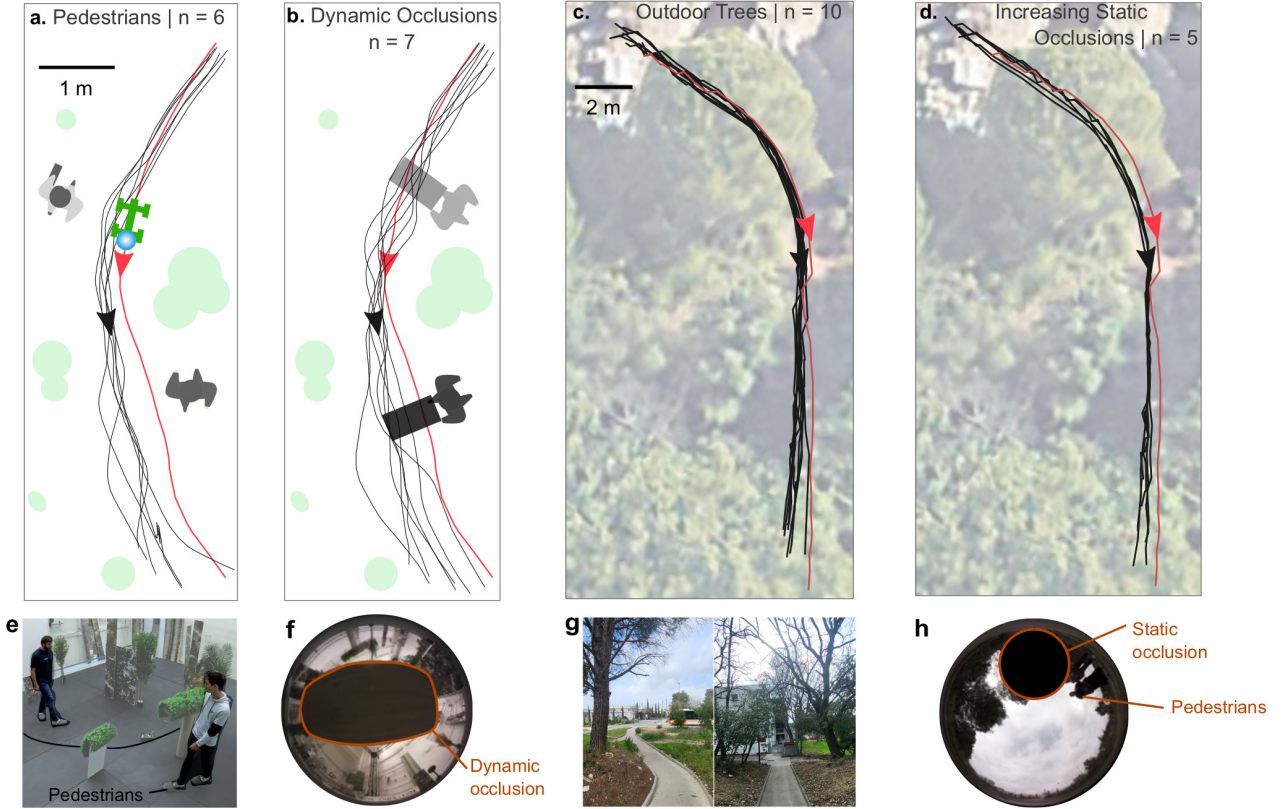 a. Pedestrians | n = 6
1 m
b. Dynamic Occlusions
n = 7
c. Outdoor Trees | n = 10
2 m
d. Increasing Static
Occlusions | n = 5
e
Pedestrians
f
Dynamic
occlusion
g
h
Static
occlusion
Pedestrians